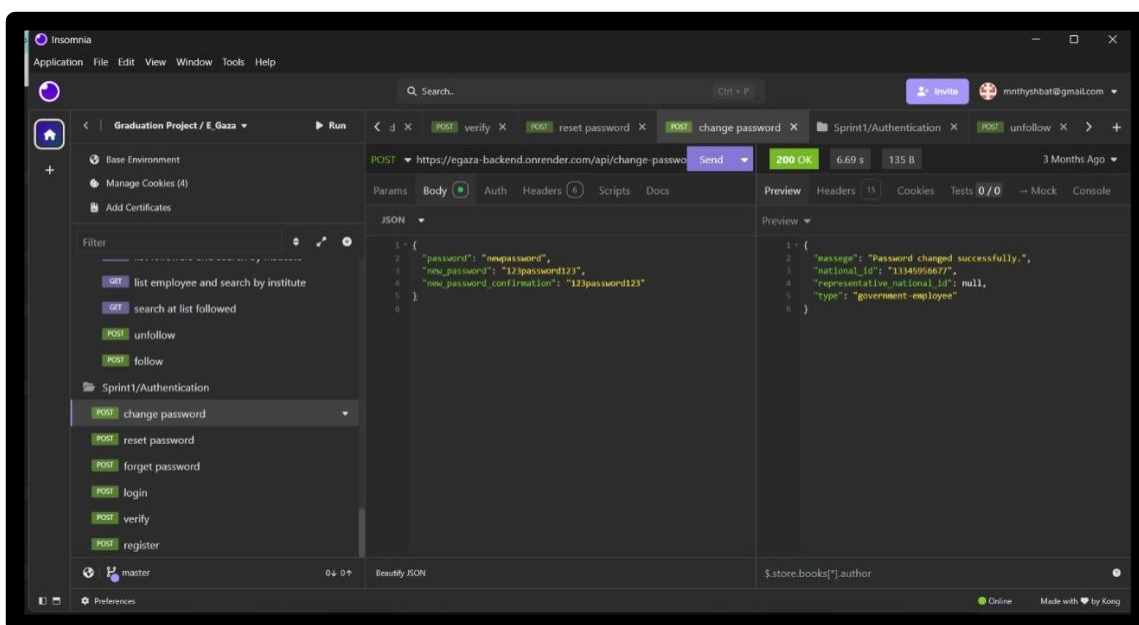 Insomnia
Application File Edit View Window Tools Help
Search.. Ctrl + P Invite mnthyshbat@gmail.com
Graduation Project / E_Gaza Run
verify POST reset password POST change password Sprint1/Authentication POST unfollow
POST
Base Environment
Manage Cookies (4)
Add Certificates
Filter
GET list employee and search by institute
GET search at list followed
POST unfollow
POST follow
Sprint1/Authentication
POST change password
POST reset password
POST forget password
POST login
POST verify
POST register
master 0↓ 0↑
Preferences
POST https://egaza-backend.onrender.com/api/change-passwo Send
Params Body Auth Headers 6 Scripts Docs
JSON
1 {
2 "password": "newpassword",
3 "new_password": "123password123",
4 "new_password_confirmation": "123password123"
5 }
6
Beautify JSON
200 OK 6.69 s 135 B 3 Months Ago
Preview Headers 15 Cookies Tests 0 / 0 → Mock Console
Preview
1 {
2 "massege": "Password changed successfully.",
3 "national_id": "13345956677",
4 "representative_national_id": null,
5 "type": "government-employee"
6 }
$.store.books[*].author
Online Made with ♥ by Kong